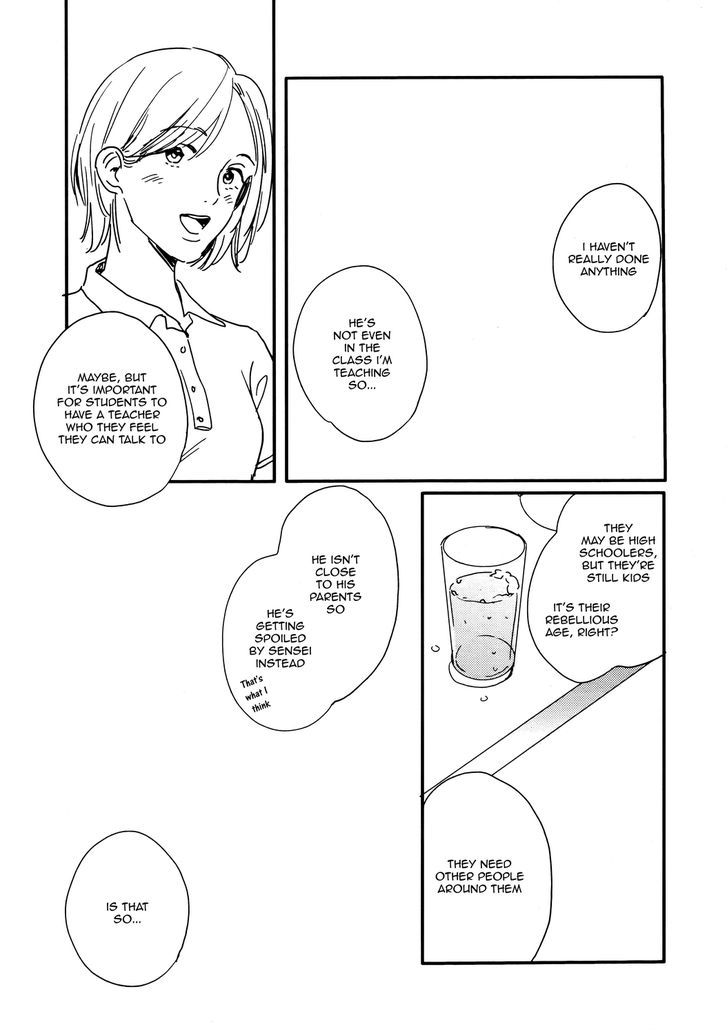 I HAVEN'T
REALLY DONE
ANYTHING
HE'S
NOT EVEN
IN THE
CLASS I'M
TEACHING
SO...
MAYBE, BUT
IT'S IMPORTANT
FOR STUDENTS TO
HAVE A TEACHER
WHO THEY FEEL
THEY CAN TALK TO
THEY
MAY BE HIGH
SCHOOLERS,
BUT THEY'RE
STILL KIDS
IT'S THEIR
REBELLIOUS
AGE, RIGHT?
THEY NEED
OTHER PEOPLE
AROUND THEM
HE ISN'T
CLOSE
TO HIS
PARENTS
SO
HE'S
GETTING
SPOILED
BY SENSEI
INSTEAD
That's
what I
think
IS THAT
SO...